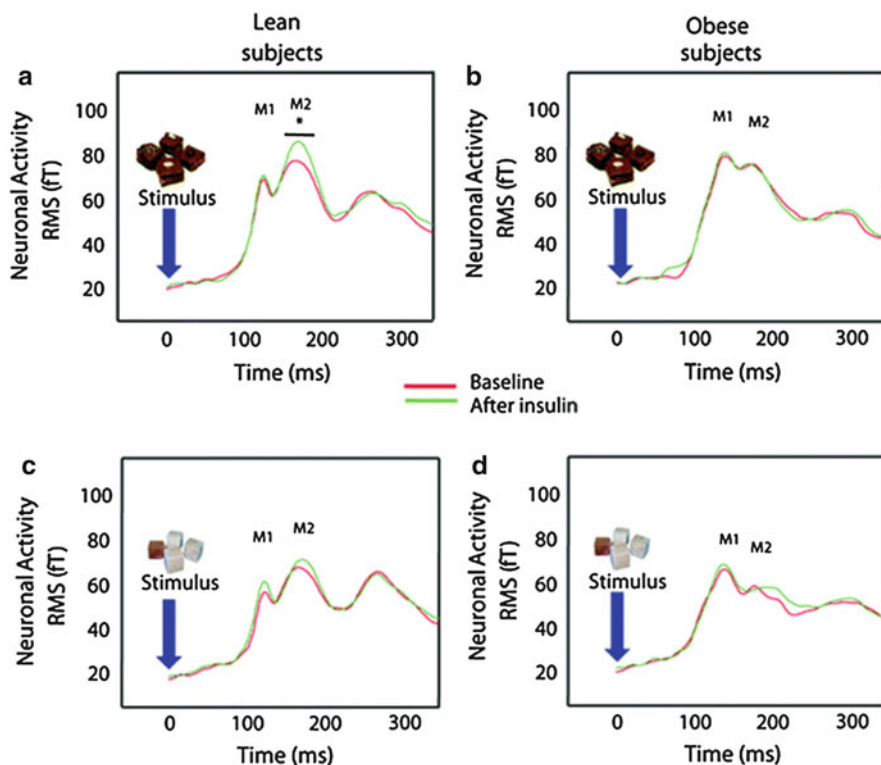 Lean
subjects
Obese
subjects
a
Neuronal Activity
RMS (fT)
100
80
60
40
20
M1
M2
*
Stimulus
0
100
200
300
Time (ms)
b
Neuronal Activity
RMS (fT)
100
80
60
40
20
M1
M2
Stimulus
0
100
200
300
Time (ms)
Baseline
After insulin
c
Neuronal Activity
RMS (fT)
100
80
60
40
20
M1
M2
Stimulus
0
100
200
300
Time (ms)
d
Neuronal Activity
RMS (fT)
100
80
60
40
20
M1
M2
Stimulus
0
100
200
300
Time (ms)